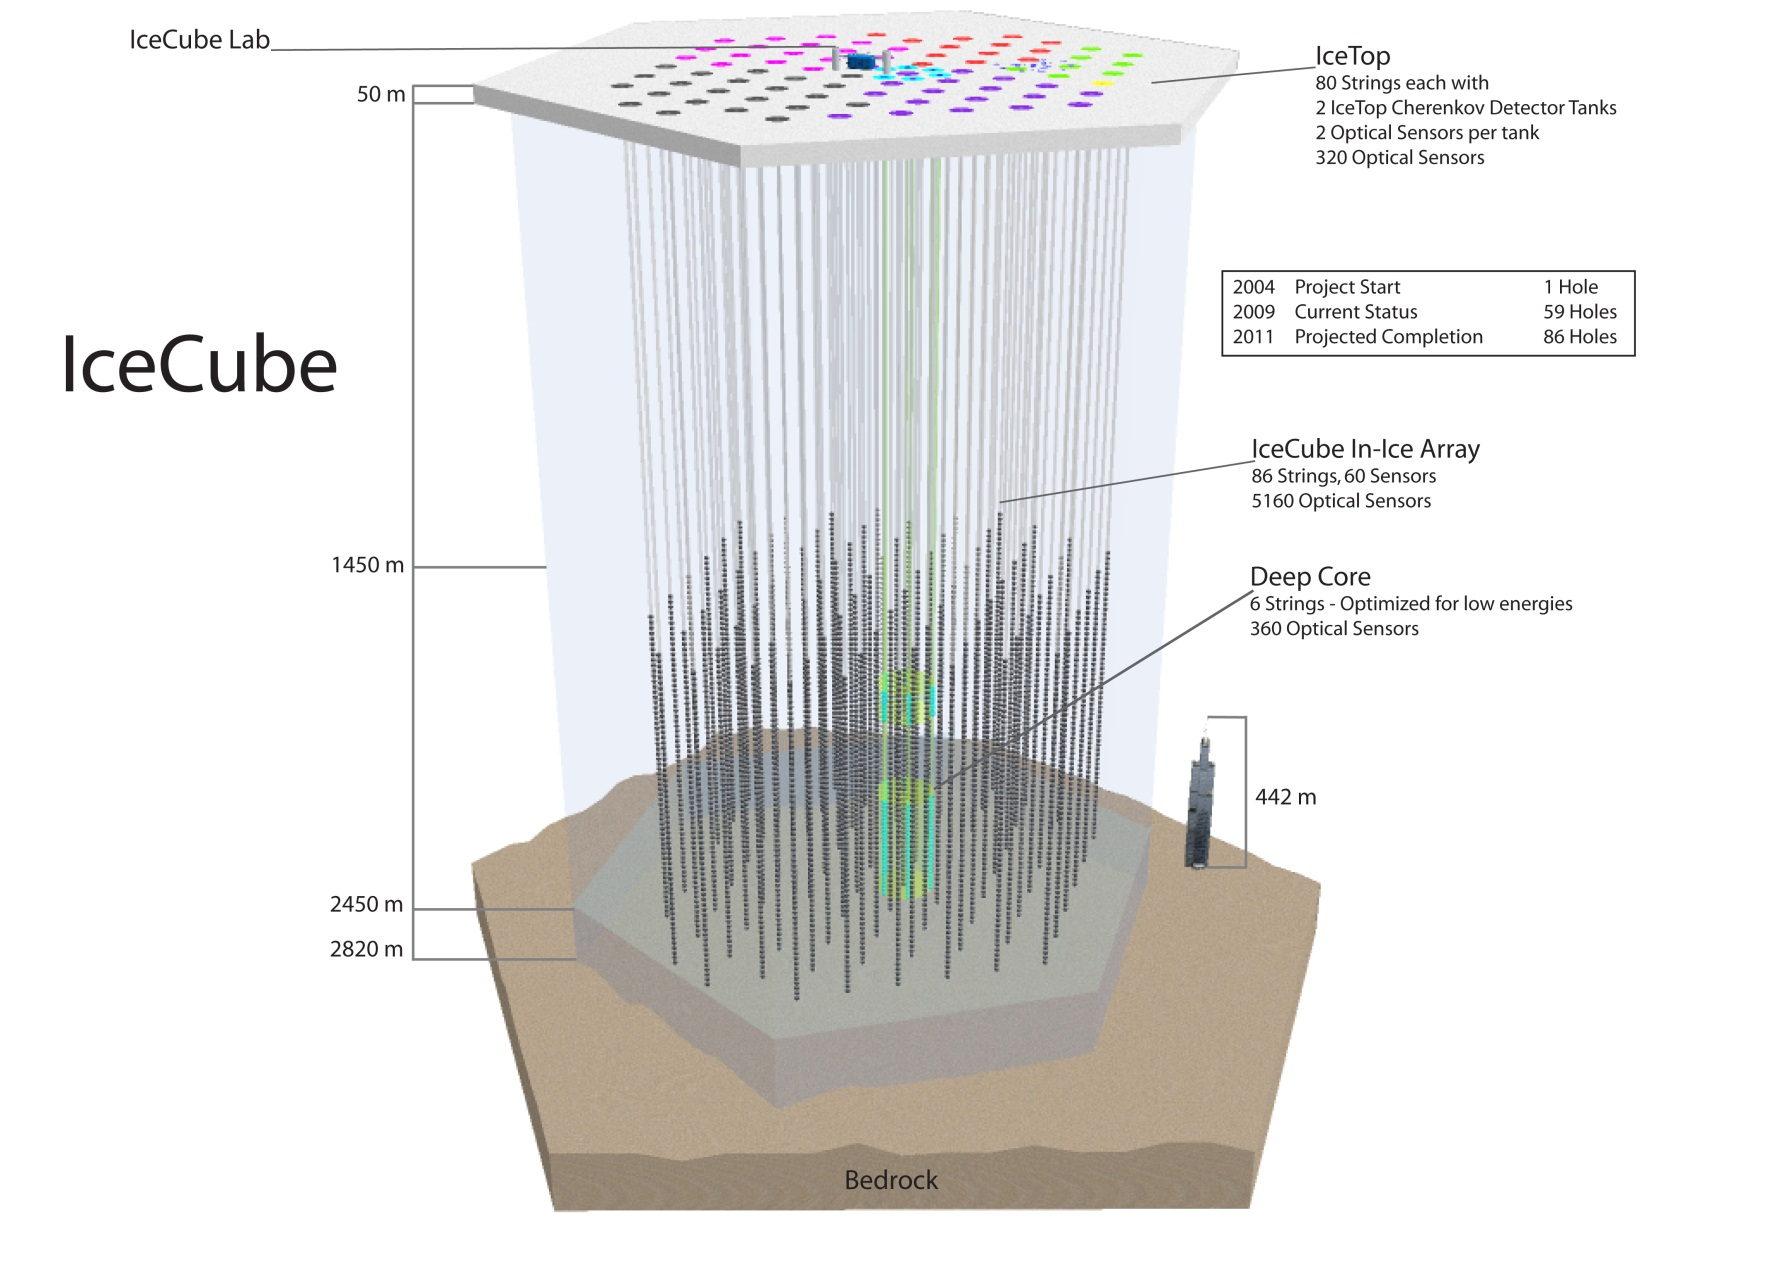 IceCube Lab
50 m
IceTop
80 Strings each with
2 IceTop Cherenkov Detector Tanks
2 Optical Sensors per tank
320 Optical Sensors
2004 Project Start 1 Hole
2009 Current Status 59 Holes
2011 Projected Completion 86 Holes
IceCube
IceCube In-Ice Array
86 Strings, 60 Sensors
5160 Optical Sensors
1450 m
Deep Core
6 Strings - Optimized for low energies
360 Optical Sensors
442 m
2450 m
2820 m
Bedrock